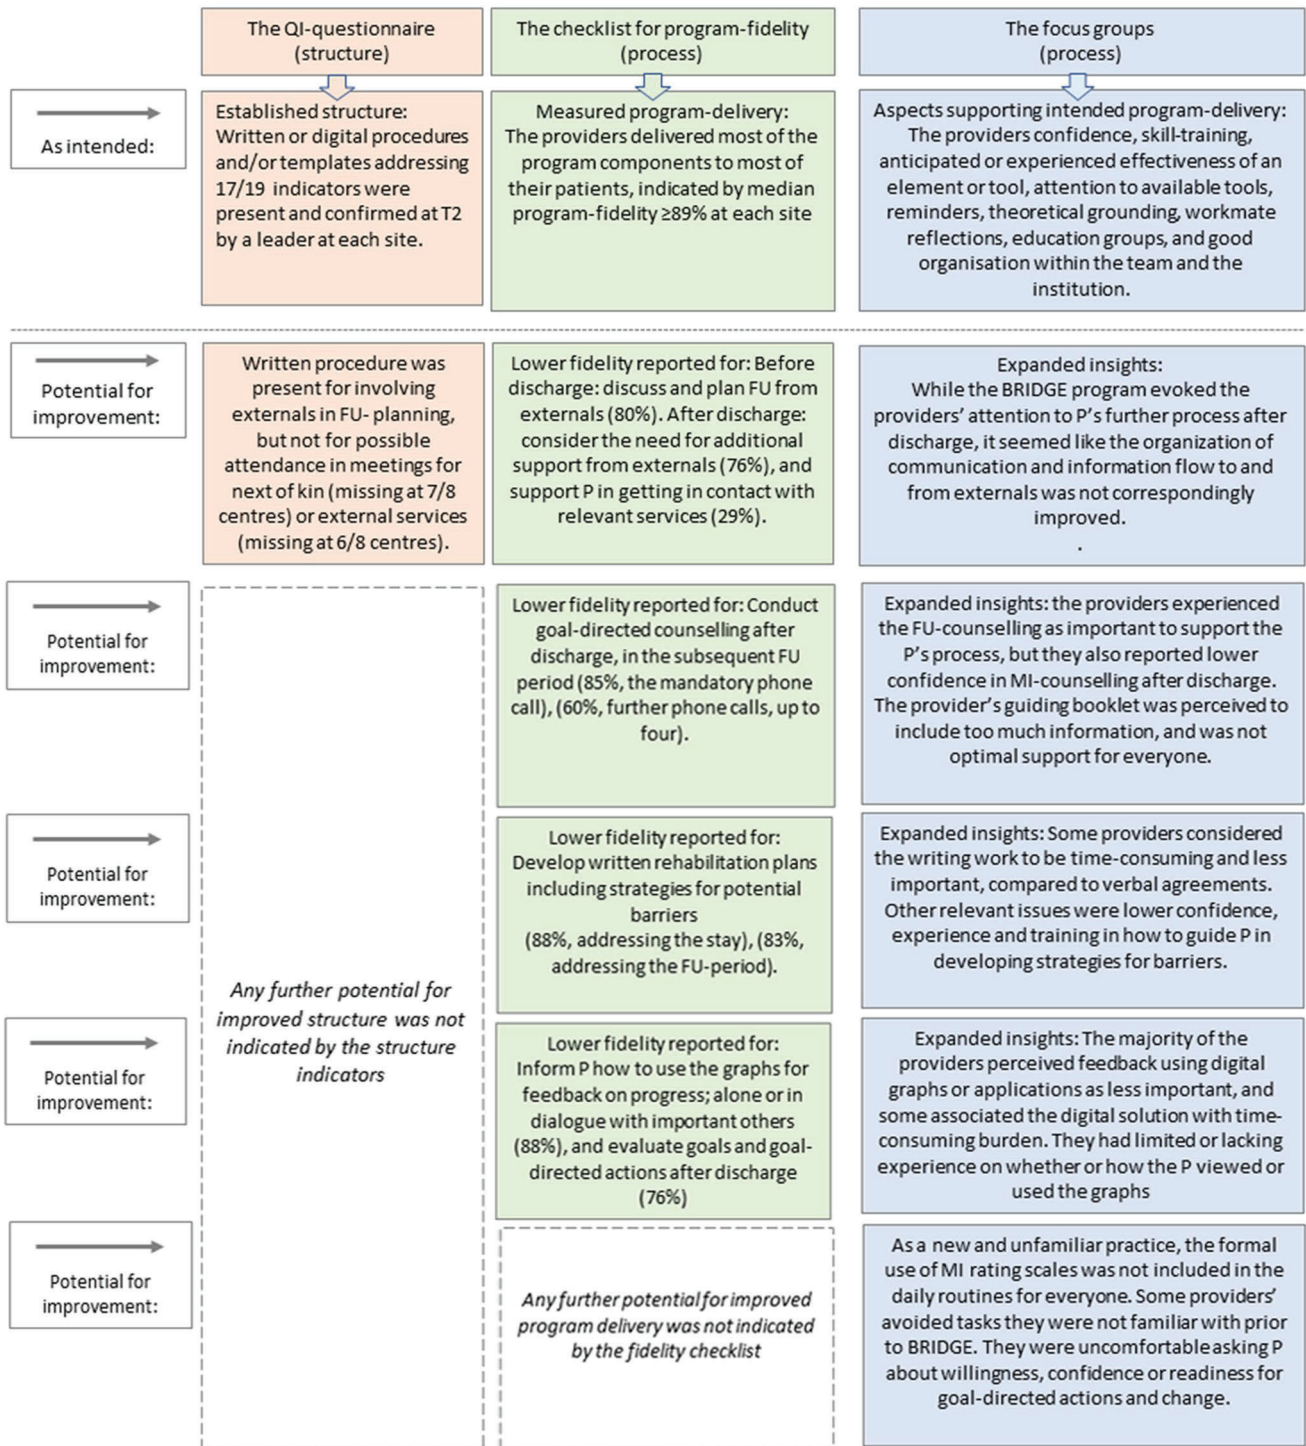 The QI-questionnaire
(structure)
The checklist for program-fidelity
(process)
The focus groups
(process)
As intended:
Established structure:
Written or digital procedures
and/or templates addressing
17/19 indicators were
present and confirmed at T2
by a leader at each site.
Measured program-delivery:
The providers delivered most of the
program components to most of
their patients, indicated by median
program-fidelity ≥89% at each site
Aspects supporting intended program-delivery:
The providers confidence, skill-training,
anticipated or experienced effectiveness of an
element or tool, attention to available tools,
reminders, theoretical grounding, workmate
reflections, education groups, and good
organisation within the team and the
institution.
Potential for
improvement:
Written procedure was
present for involving
externals in FU- planning,
but not for possible
attendance in meetings for
next of kin (missing at 7/8
centres) or external services
(missing at 6/8 centres).
Lower fidelity reported for: Before
discharge: discuss and plan FU from
externals (80%). After discharge:
consider the need for additional
support from externals (76%), and
support P in getting in contact with
relevant services (29%).
Expanded insights:
While the BRIDGE program evoked the
providers' attention to P's further process after
discharge, it seemed like the organization of
communication and information flow to and
from externals was not correspondingly
improved.
.
Potential for
improvement:
Lower fidelity reported for: Conduct
goal-directed counselling after
discharge, in the subsequent FU
period (85%, the mandatory phone
call), (60%, further phone calls, up to
four).
Expanded insights: the providers experienced
the FU-counselling as important to support the
P's process, but they also reported lower
confidence in MI-counselling after discharge.
The provider's guiding booklet was perceived to
include too much information, and was not
optimal support for everyone.
Potential for
improvement:
Lower fidelity reported for:
Develop written rehabilitation plans
including strategies for potential
barriers
(88%, addressing the stay), (83%,
addressing the FU-period).
Expanded insights: Some providers considered
the writing work to be time-consuming and less
important, compared to verbal agreements.
Other relevant issues were lower confidence,
experience and training in how to guide P in
developing strategies for barriers.
Any further potential for
improved structure was not
indicated by the structure
indicators
Potential for
improvement:
Lower fidelity reported for:
Inform P how to use the graphs for
feedback on progress; alone or in
dialogue with important others
(88%), and evaluate goals and goal-
directed actions after discharge
(76%)
Expanded insights: The majority of the
providers perceived feedback using digital
graphs or applications as less important, and
some associated the digital solution with time-
consuming burden. They had limited or lacking
experience on whether or how the P viewed or
used the graphs
Potential for
improvement:
Any further potential for improved
program delivery was not indicated
by the fidelity checklist
As a new and unfamiliar practice, the formal
use of MI rating scales was not included in the
daily routines for everyone. Some providers'
avoided tasks they were not familiar with prior
to BRIDGE. They were uncomfortable asking P
about willingness, confidence or readiness for
goal-directed actions and change.